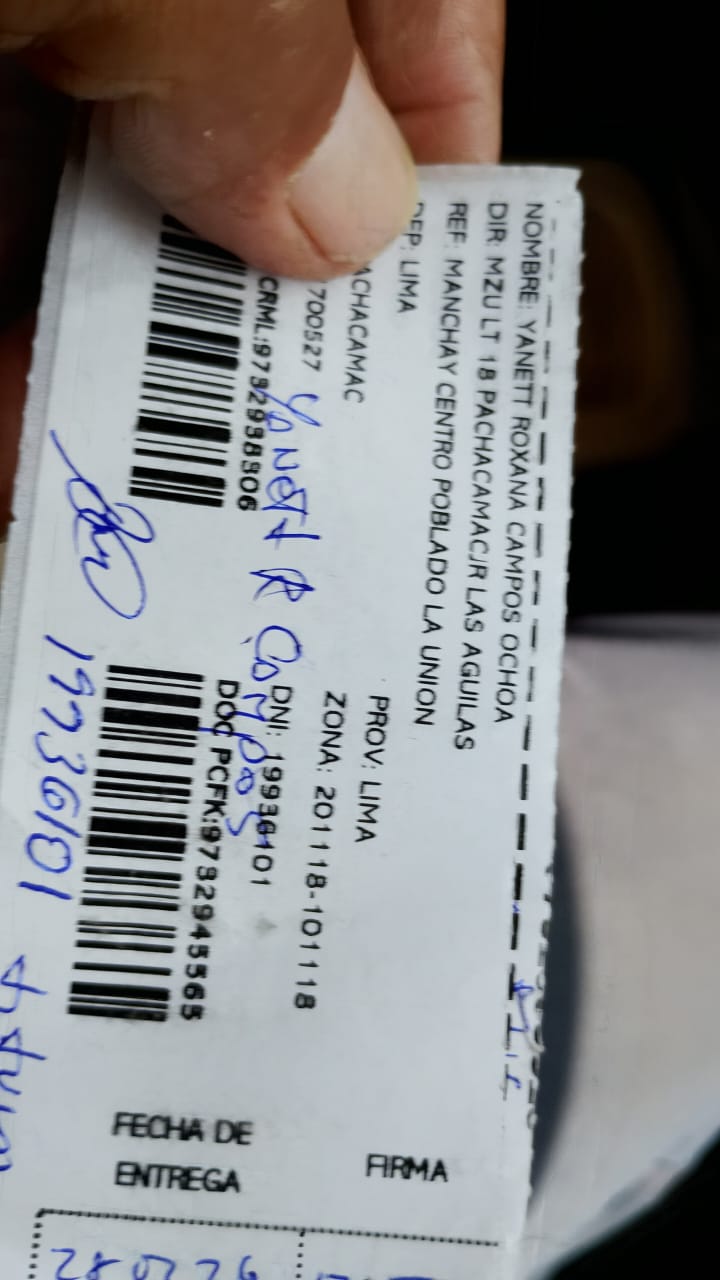 NOMBRE: YANETT ROXANA CAMPOS OCHOA
DIR: MZU LT 18 PACHACAMAC/JR LAS AGUILAS
REF: MANCHAY CENTRO POBLADO LA UNION
DEP: LIMA
PROV: LIMA
ACHACAMAC
ZONA: 201118-101118
700527
DNI: 19936101
Yanett R Campos
CRML:9792938306
DOC PCFK:9792945565
19936101
FECHA DE
ENTREGA
FIRMA